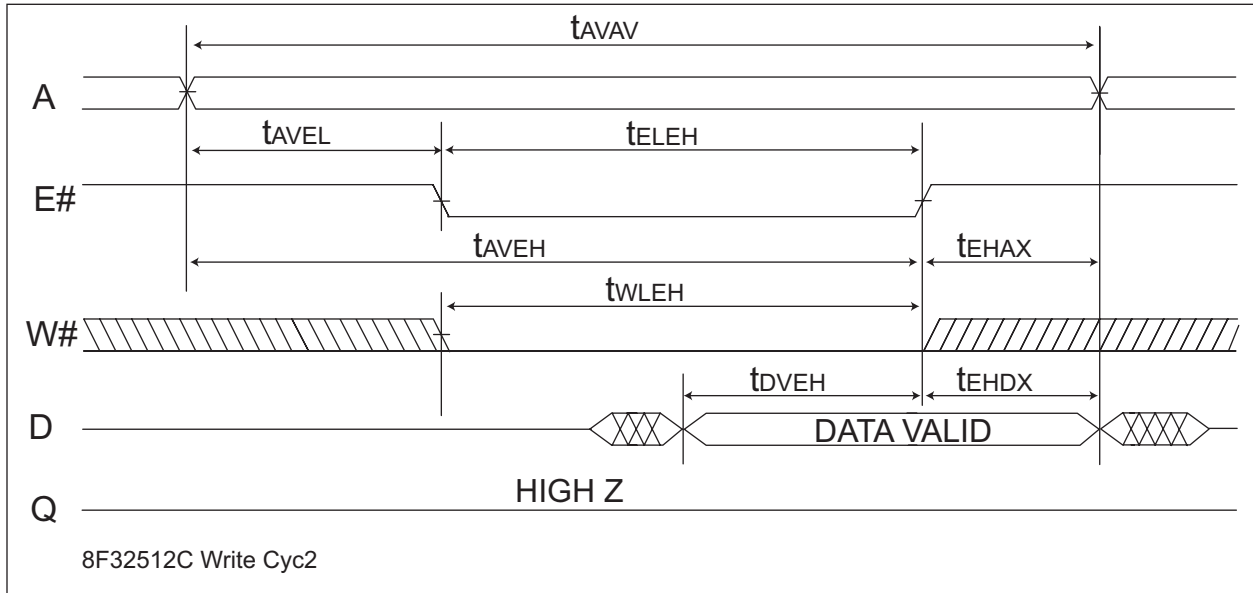 tAVAV
A
tAVEL tELEH
E#
tAVEH tEHAX
tWLEH
W#
tDVEH tEHDX
D DATA VALID
HIGH Z
Q
8F32512C Write Cyc2